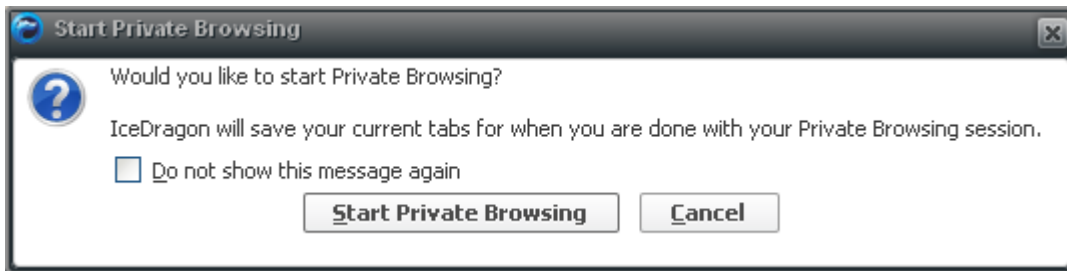 Start Private Browsing
Would you like to start Private Browsing?
IceDragon will save your current tabs for when you are done with your Private Browsing session.
Do not show this message again
Start Private Browsing Cancel